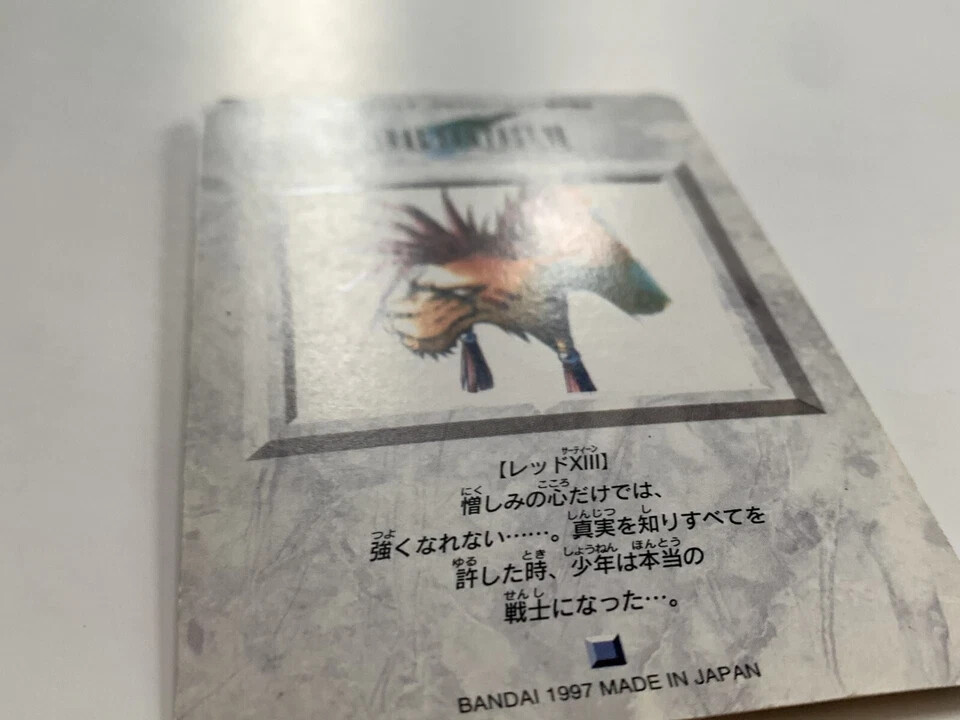 【レッドXIII】
憎しみの心だけでは、
強くなれない……。真実を知りすべてを
許した時、少年は本当の
戦士になった…。
BANDAI 1997 MADE IN JAPAN